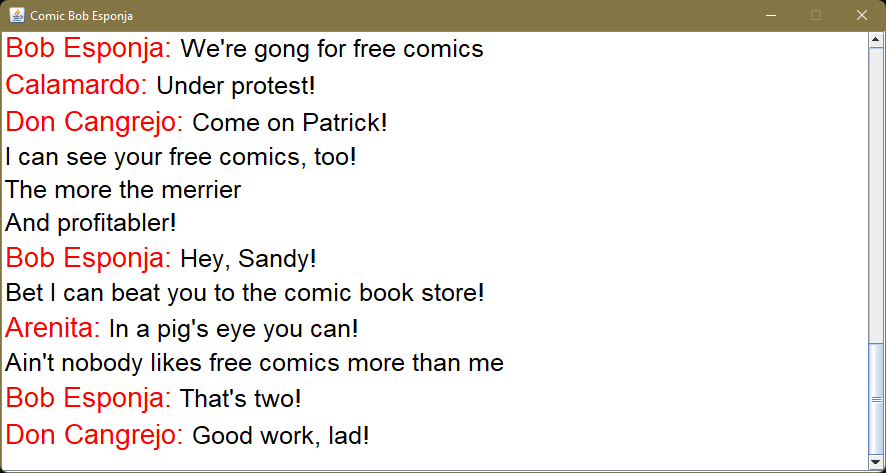 Comic Bob Esponja
Bob Esponja: We're gong for free comics
Calamardo: Under protest!
Don Cangrejo: Come on Patrick!
I can see your free comics, too!
The more the merrier
And profitabler!
Bob Esponja: Hey, Sandy!
Bet I can beat you to the comic book store!
Arenita: In a pig's eye you can!
Ain't nobody likes free comics more than me
Bob Esponja: That's two!
Don Cangrejo: Good work, lad!